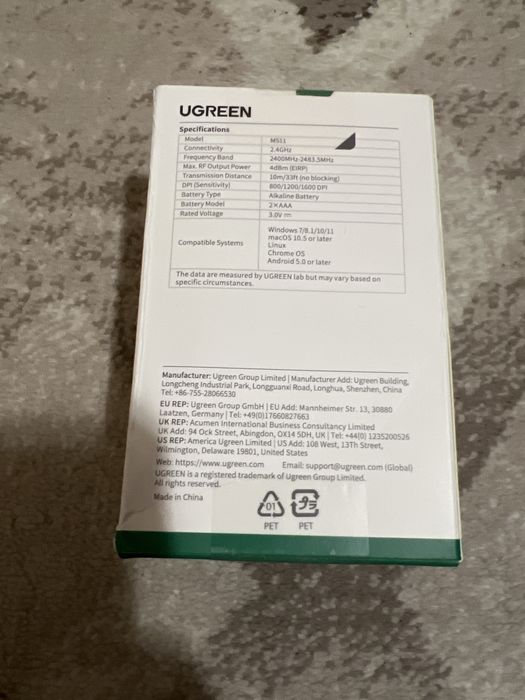 UGREEN
Specifications
Model M511
Connectivity 2.4GHz
Frequency Band 2400MHz-2483.5MHz
Max. RF Output Power 4dBm (EIRP)
Transmission Distance 10m/33ft (no blocking)
DPI (Sensitivity) 800/1200/1600 DPI
Battery Type Alkaline Battery
Battery Model 2×AAA
Rated Voltage 3.0V ⎓
Compatible Systems
Windows 7/8.1/10/11
macOS 10.5 or later
Linux
Chrome OS
Android 5.0 or later
The data are measured by UGREEN lab but may vary based on
specific circumstances.
Manufacturer: Ugreen Group Limited | Manufacturer Add: Ugreen Building,
Longcheng Industrial Park, Longguanxi Road, Longhua, Shenzhen, China
Tel: +86-755-28066530
EU REP: Ugreen Group GmbH | EU Add: Mannheimer Str. 13, 30880
Laatzen, Germany | Tel: +49(0)17660827663
UK REP: Acumen International Business Consultancy Limited
UK Add: 94 Ock Street, Abingdon, OX14 5DH, UK | Tel: +44(0) 1235200526
US REP: America Ugreen Limited | US Add: 108 West, 13Th Street,
Wilmington, Delaware 19801, United States
Web: https://www.ugreen.com Email: support@ugreen.com (Global)
UGREEN is a registered trademark of Ugreen Group Limited.
All rights reserved.
Made in China
01
PET PET